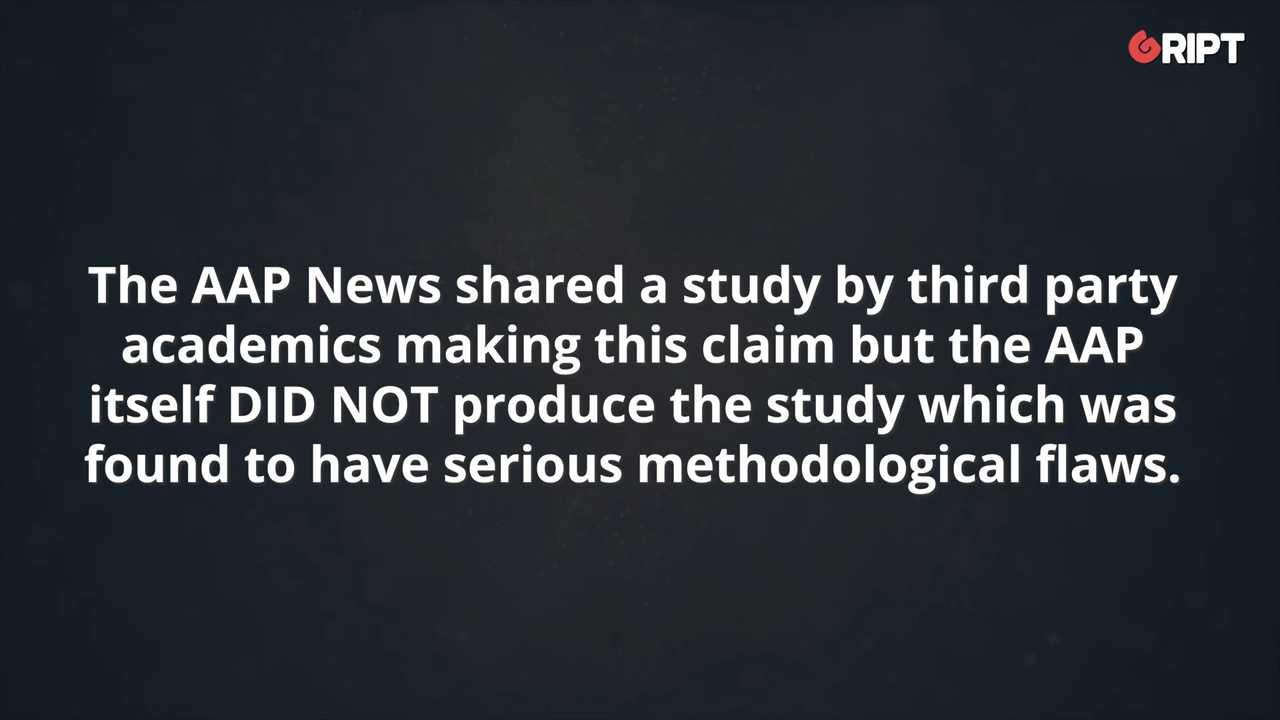 GRIPT
The AAP News shared a study by third party
academics making this claim but the AAP
itself DID NOT produce the study which was
found to have serious methodological flaws.